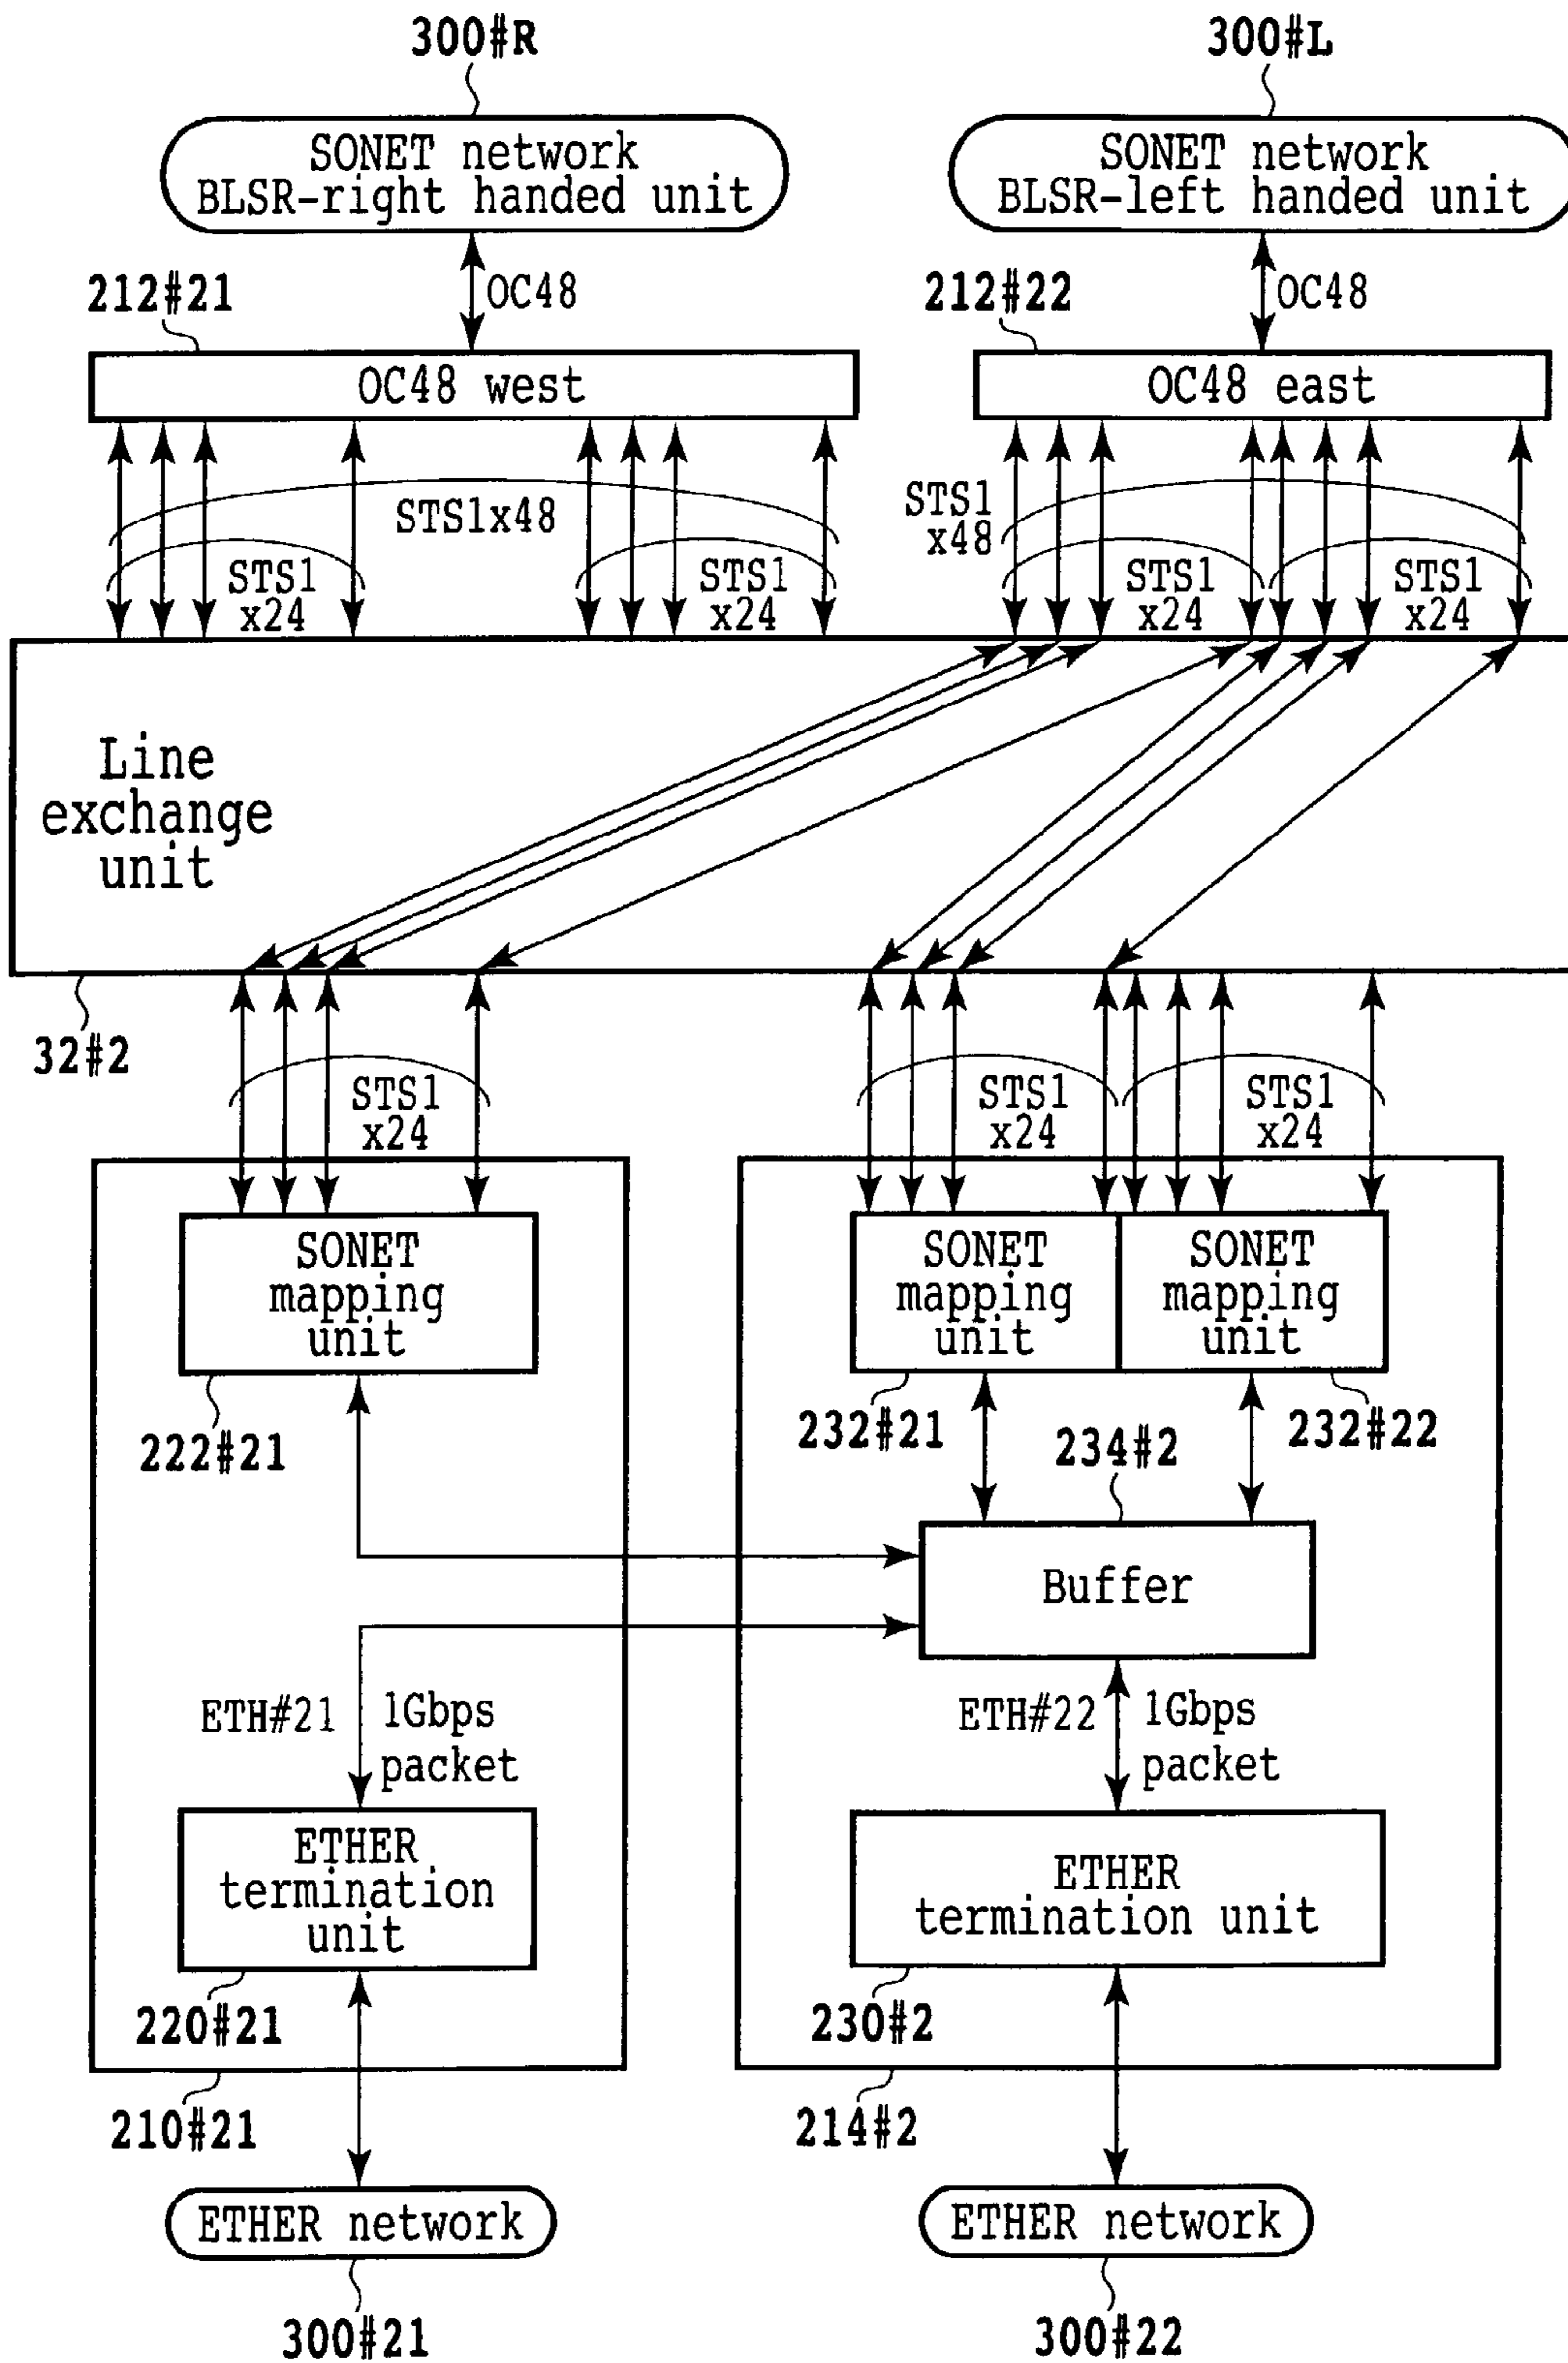 300#R
300#L
SONET network
BLSR-right handed unit
SONET network
BLSR-left handed unit
212#21
OC48
212#22
OC48
OC48 west
OC48 east
STS1x48
STS1
x48
STS1
x24
STS1
x24
STS1
x24
STS1
x24
Line
exchange
unit
32#2
STS1
x24
STS1
x24
STS1
x24
SONET
mapping
unit
SONET
mapping
unit
SONET
mapping
unit
222#21
232#21
234#2
232#22
Buffer
ETH#21
1Gbps
packet
ETH#22
1Gbps
packet
ETHER
termination
unit
ETHER
termination unit
220#21
230#2
210#21
214#2
ETHER network
ETHER network
300#21
300#22